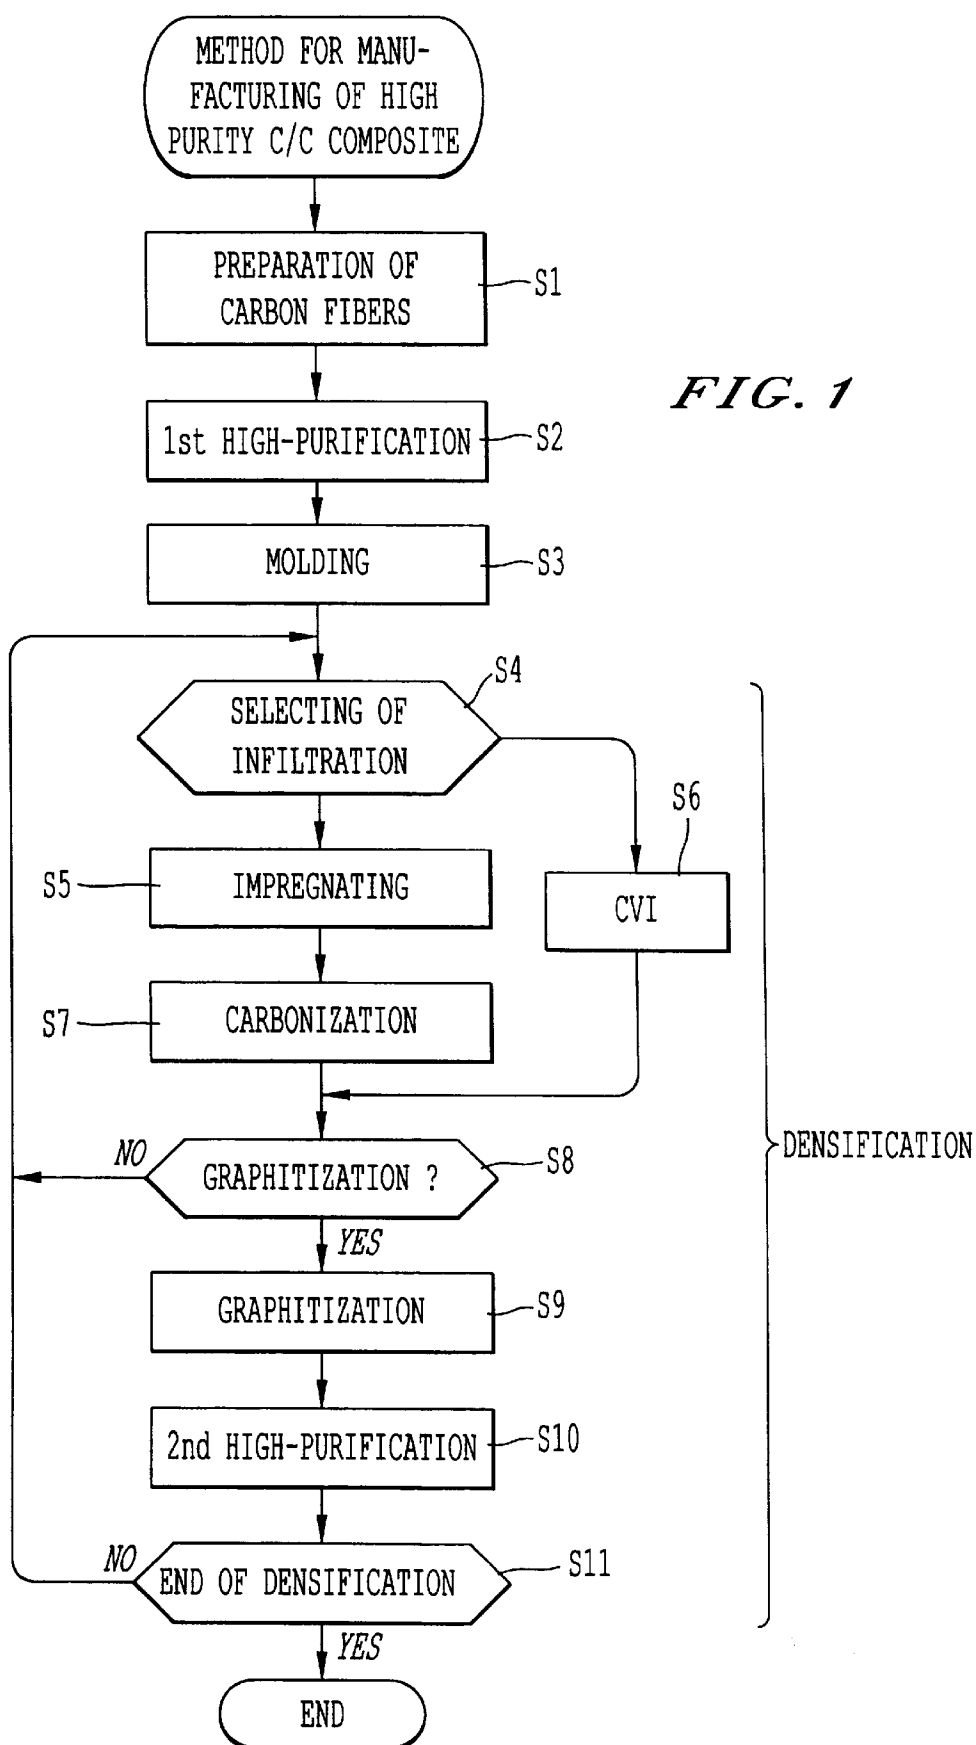 METHOD FOR MANU-
FACTURING OF HIGH
PURITY C/C COMPOSITE
PREPARATION OF
CARBON FIBERS
S1
FIG. 1
1st HIGH-PURIFICATION
S2
MOLDING
S3
S4
SELECTING OF
INFILTRATION
S6
S5
IMPREGNATING
CVI
S7
CARBONIZATION
DENSIFICATION
NO
GRAPHITIZATION ?
S8
YES
GRAPHITIZATION
S9
2nd HIGH-PURIFICATION
S10
NO
END OF DENSIFICATION
S11
YES
END